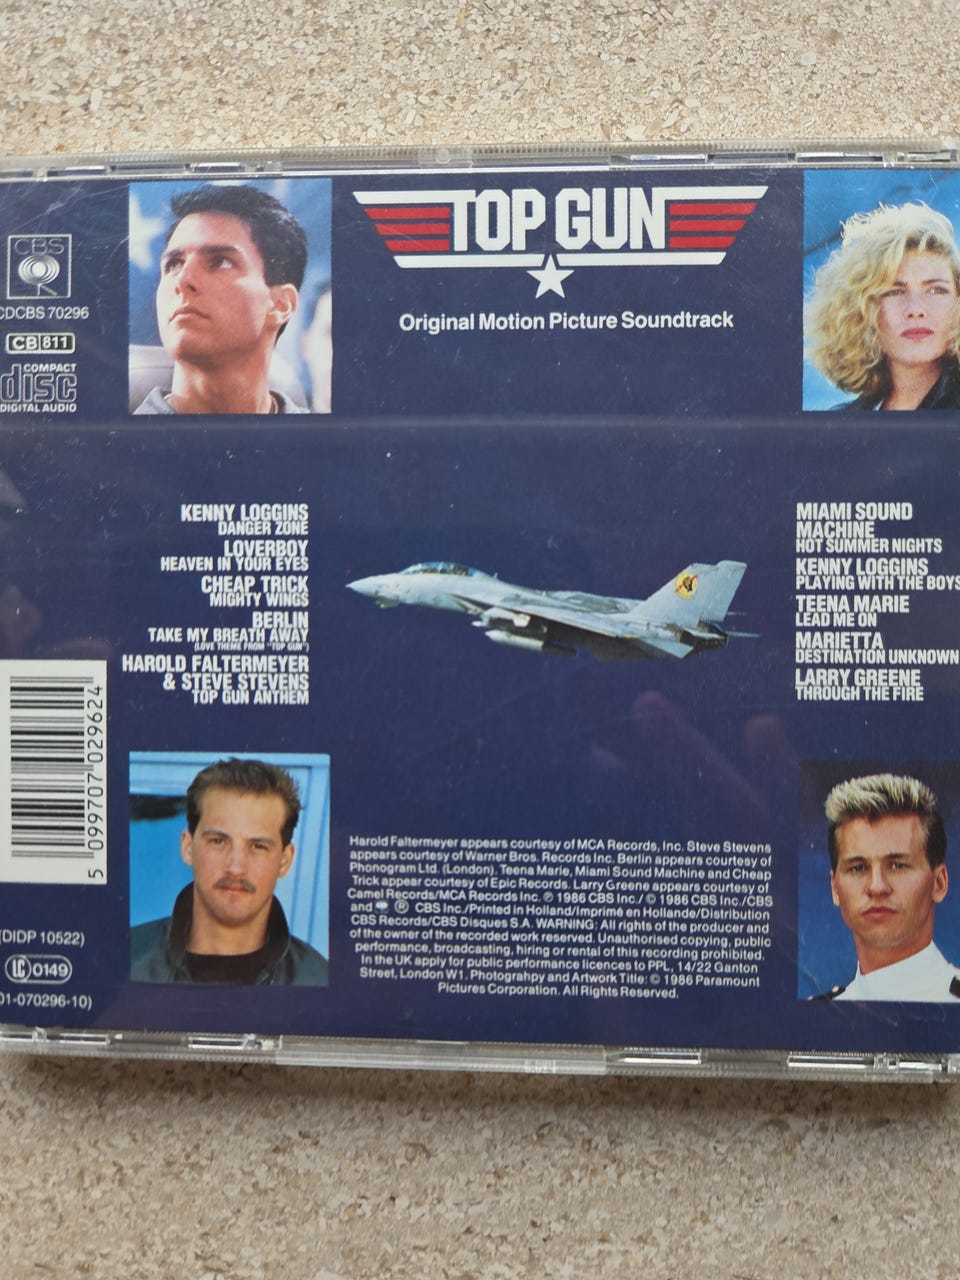 TOP GUN
Original Motion Picture Soundtrack
CBS
CDCBS 70296
CB 811
COMPACT
disc
DIGITAL AUDIO
KENNY LOGGINS
DANGER ZONE
LOVERBOY
HEAVEN IN YOUR EYES
CHEAP TRICK
MIGHTY WINGS
BERLIN
TAKE MY BREATH AWAY
(LOVE THEME FROM "TOP GUN")
HAROLD FALTERMEYER
& STEVE STEVENS
TOP GUN ANTHEM
MIAMI SOUND
MACHINE
HOT SUMMER NIGHTS
KENNY LOGGINS
PLAYING WITH THE BOYS
TEENA MARIE
LEAD ME ON
MARIETTA
DESTINATION UNKNOWN
LARRY GREENE
THROUGH THE FIRE
5 099707 029624
(DIDP 10522)
LC 0149
01-070296-10)
Harold Faltermeyer appears courtesy of MCA Records, Inc. Steve Stevens
appears courtesy of Warner Bros. Records Inc. Berlin appears courtesy of
Phonogram Ltd. (London). Teena Marie, Miami Sound Machine and Cheap
Trick appear courtesy of Epic Records. Larry Greene appears courtesy of
Camel Records/MCA Records Inc. ℗ 1986 CBS Inc./ © 1986 CBS Inc./CBS
and ® CBS Inc./Printed in Holland/Imprimé en Hollande/Distribution
CBS Records/CBS Disques S.A. WARNING: All rights of the producer and
of the owner of the recorded work reserved. Unauthorised copying, public
performance, broadcasting, hiring or rental of this recording prohibited.
In the UK apply for public performance licences to PPL, 14/22 Ganton
Street, London W1. Photograhpy and Artwork Title: © 1986 Paramount
Pictures Corporation. All Rights Reserved.